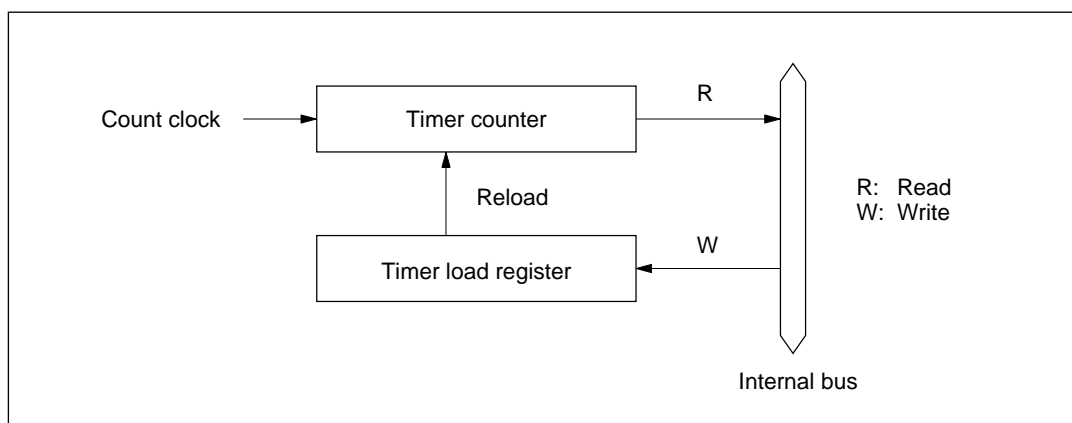 R
Count clock
Timer counter
R: Read
W: Write
Reload
W
Timer load register
Internal bus